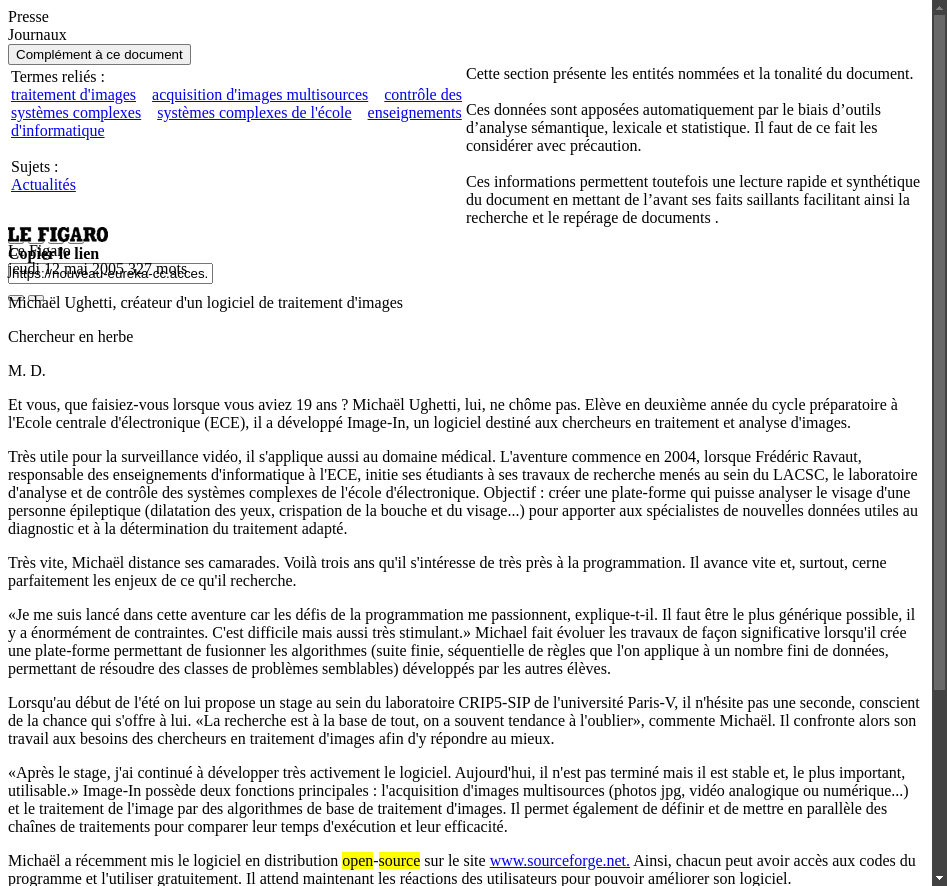 Presse
Journaux
Complément à ce document
Termes reliés :
traitement d'images acquisition d'images multisources contrôle des
systèmes complexes systèmes complexes de l'école enseignements
d'informatique
Sujets :
Actualités
Cette section présente les entités nommées et la tonalité du document.
Ces données sont apposées automatiquement par le biais d’outils
d’analyse sémantique, lexicale et statistique. Il faut de ce fait les
considérer avec précaution.
Ces informations permettent toutefois une lecture rapide et synthétique
du document en mettant de l’avant ses faits saillants facilitant ainsi la
recherche et le repérage de documents .
LE FIGARO
Le Figaro
Copier le lien
jeudi 12 mai 2005 327 mots
https://nouveau-eureka-cc.acces.
Michaël Ughetti, créateur d'un logiciel de traitement d'images
Chercheur en herbe
M. D.
Et vous, que faisiez-vous lorsque vous aviez 19 ans ? Michaël Ughetti, lui, ne chôme pas. Elève en deuxième année du cycle préparatoire à
l'Ecole centrale d'électronique (ECE), il a développé Image-In, un logiciel destiné aux chercheurs en traitement et analyse d'images.
Très utile pour la surveillance vidéo, il s'applique aussi au domaine médical. L'aventure commence en 2004, lorsque Frédéric Ravaut,
responsable des enseignements d'informatique à l'ECE, initie ses étudiants à ses travaux de recherche menés au sein du LACSC, le laboratoire
d'analyse et de contrôle des systèmes complexes de l'école d'électronique. Objectif : créer une plate-forme qui puisse analyser le visage d'une
personne épileptique (dilatation des yeux, crispation de la bouche et du visage...) pour apporter aux spécialistes de nouvelles données utiles au
diagnostic et à la détermination du traitement adapté.
Très vite, Michaël distance ses camarades. Voilà trois ans qu'il s'intéresse de très près à la programmation. Il avance vite et, surtout, cerne
parfaitement les enjeux de ce qu'il recherche.
«Je me suis lancé dans cette aventure car les défis de la programmation me passionnent, explique-t-il. Il faut être le plus générique possible, il
y a énormément de contraintes. C'est difficile mais aussi très stimulant.» Michael fait évoluer les travaux de façon significative lorsqu'il crée
une plate-forme permettant de fusionner les algorithmes (suite finie, séquentielle de règles que l'on applique à un nombre fini de données,
permettant de résoudre des classes de problèmes semblables) développés par les autres élèves.
Lorsqu'au début de l'été on lui propose un stage au sein du laboratoire CRIP5-SIP de l'université Paris-V, il n'hésite pas une seconde, conscient
de la chance qui s'offre à lui. «La recherche est à la base de tout, on a souvent tendance à l'oublier», commente Michaël. Il confronte alors son
travail aux besoins des chercheurs en traitement d'images afin d'y répondre au mieux.
«Après le stage, j'ai continué à développer très activement le logiciel. Aujourd'hui, il n'est pas terminé mais il est stable et, le plus important,
utilisable.» Image-In possède deux fonctions principales : l'acquisition d'images multisources (photos jpg, vidéo analogique ou numérique...)
et le traitement de l'image par des algorithmes de base de traitement d'images. Il permet également de définir et de mettre en parallèle des
chaînes de traitements pour comparer leur temps d'exécution et leur efficacité.
Michaël a récemment mis le logiciel en distribution open-source sur le site www.sourceforge.net. Ainsi, chacun peut avoir accès aux codes du
programme et l'utiliser gratuitement. Il attend maintenant les réactions des utilisateurs pour pouvoir améliorer son logiciel.